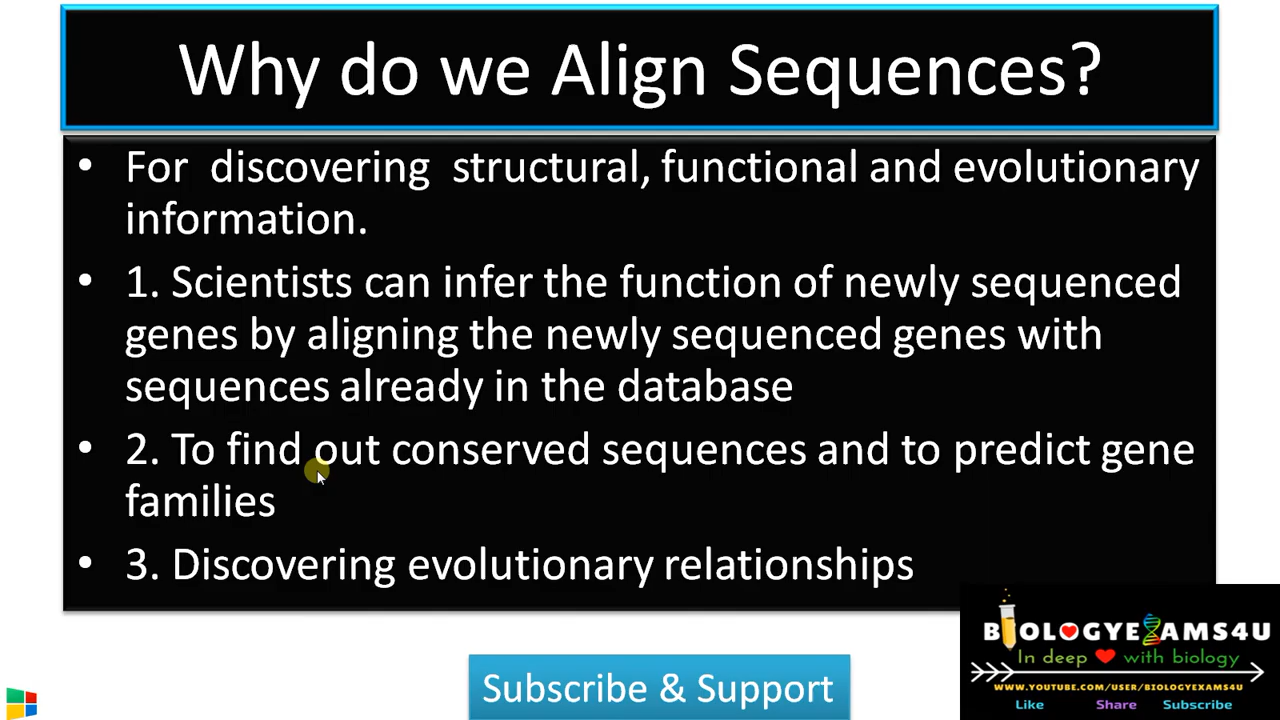 Why do we Align Sequences?
• For discovering structural, functional and evolutionary
information.
• 1. Scientists can infer the function of newly sequenced
genes by aligning the newly sequenced genes with
sequences already in the database
• 2. To find out conserved sequences and to predict gene
families
• 3. Discovering evolutionary relationships
BIOLOGYEXAMS4U
In deep ❤ with biology
WWW.YOUTUBE.COM/USER/BIOLOGYEXAMS4U
Like Share Subscribe
Subscribe & Support